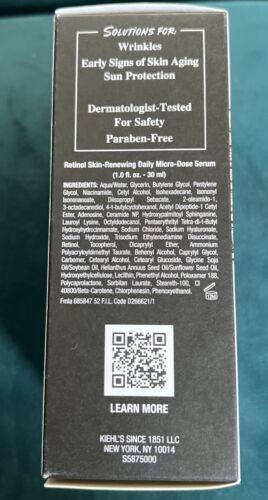 SOLUTIONS FOR:
Wrinkles
Early Signs of Skin Aging
Sun Protection
Dermatologist-Tested
For Safety
Paraben-Free
Retinol Skin-Renewing Daily Micro-Dose Serum
(1.0 fl. oz. - 30 ml)
INGREDIENTS: Aqua/Water, Glycerin, Butylene Glycol, Pentylene
Glycol, Niacinamide, Cetyl Alcohol, Isohexadecane, Isononyl
Isononanoate, Diisopropyl Sebacate, 2-oleamido-1,
3-octadecanediol, 4-t-butylcyclohexanol, Acetyl Dipeptide-1 Cetyl
Ester, Adenosine, Ceramide NP, Hydroxypalmitoyl Sphinganine,
Lauroyl Lysine, Octyldodecanol, Pentaerythrityl Tetra-di-t-Butyl
Hydroxyhydrocinnamate, Sodium Chloride, Sodium Hyaluronate,
Sodium Hydroxide, Trisodium Ethylenediamine Disuccinate,
Retinol, Tocopherol, Dicaprylyl Ether, Ammonium
Polyacryloyldimethyl Taurate, Behenyl Alcohol, Caprylyl Glycol,
Carbomer, Cetearyl Alcohol, Cetearyl Glucoside, Glycine Soja
Oil/Soybean Oil, Helianthus Annuus Seed Oil/Sunflower Seed Oil,
Hydroxyethylcellulose, Lecithin, Phenethyl Alcohol, Poloxamer 188,
Polycaprolactone, Sorbitan Laurate, Steareth-100, CI
40800/Beta-Carotene, Chlorphenesin, Phenoxyethanol.
Fmla 685847 52 F.I.L. Code D266621/1
12M
LEARN MORE
KIEHL'S SINCE 1851 LLC
NEW YORK, NY 10014
S5875000